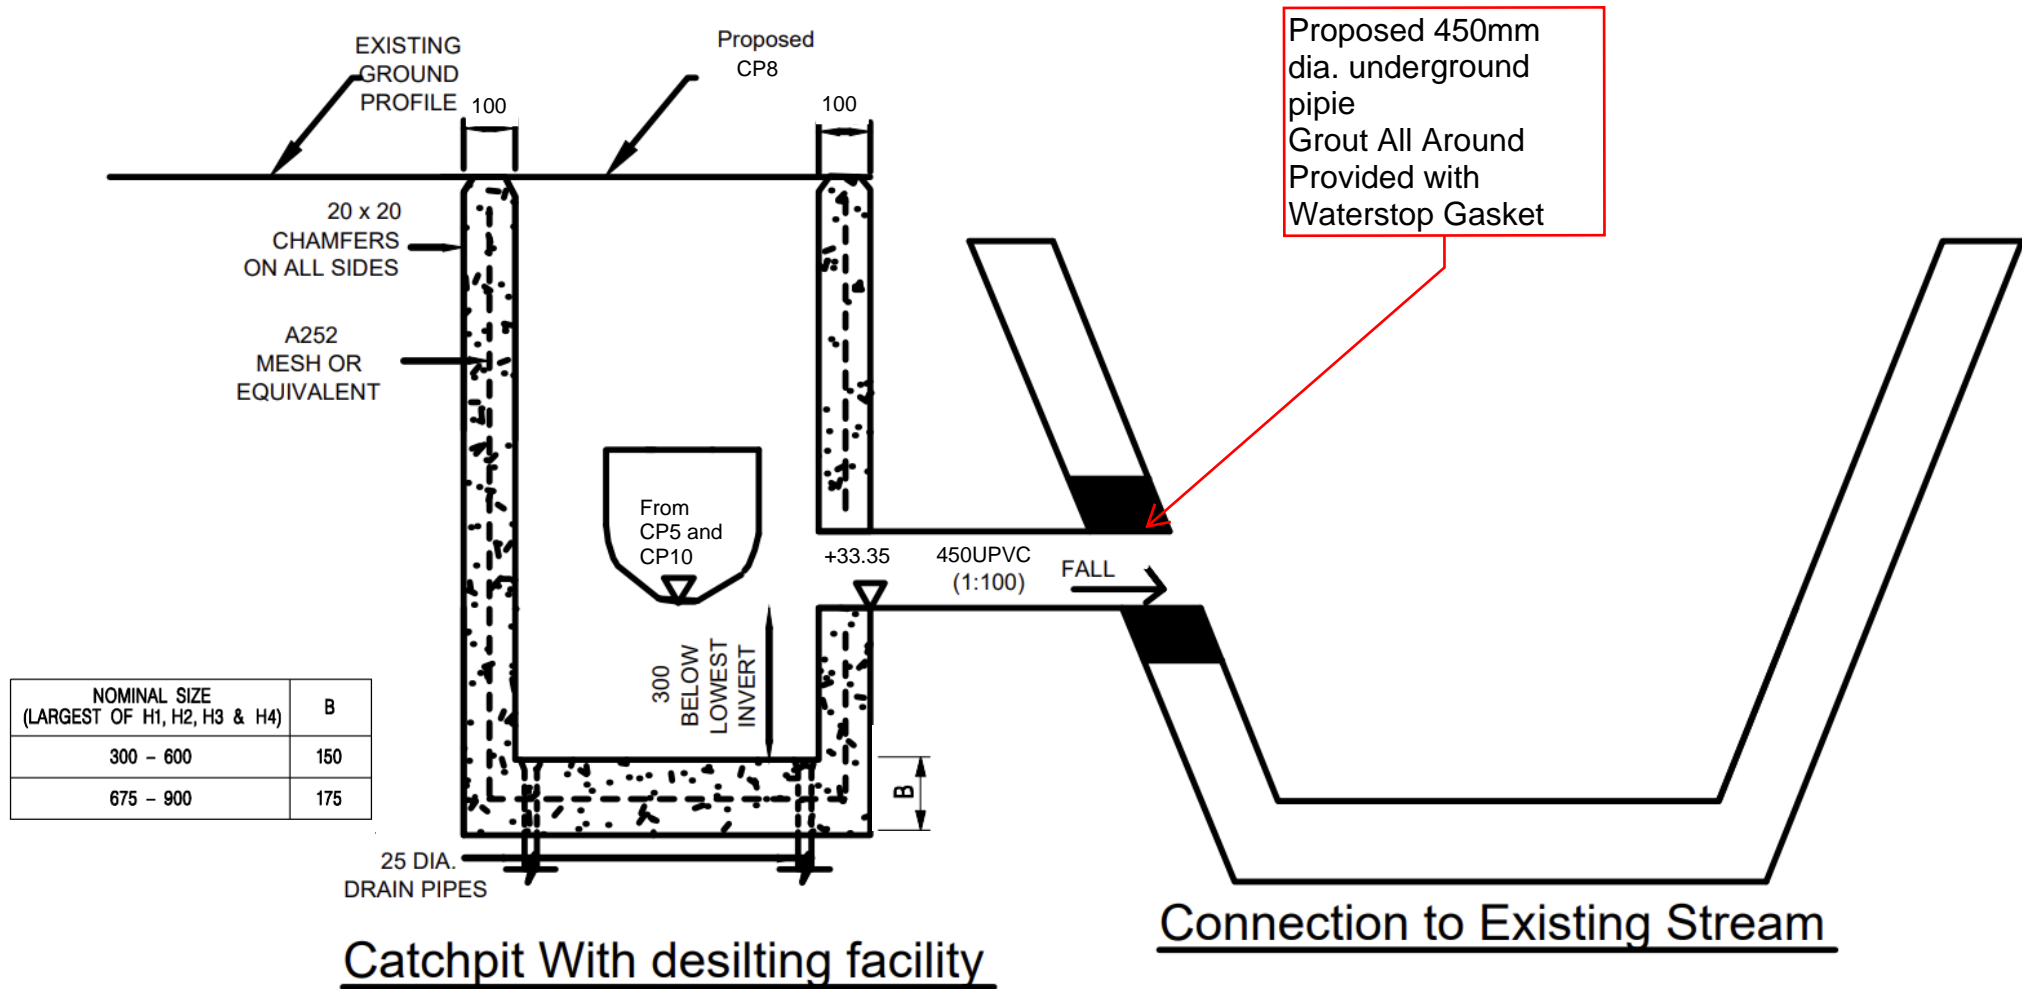 EXISTING
GROUND
PROFILE
Proposed
CP8
Proposed 450mm
dia. underground
pipie
Grout All Around
Provided with
Waterstop Gasket
100
100
20 x 20
CHAMFERS
ON ALL SIDES
A252
MESH OR
EQUIVALENT
From
CP5 and
CP10
+33.35
450UPVC
(1:100)
FALL
300
BELOW
LOWEST
INVERT
NOMINAL SIZE
(LARGEST OF H1, H2, H3 & H4)
B
300 – 600
150
675 – 900
175
B
25 DIA.
DRAIN PIPES
Catchpit With desilting facility
Connection to Existing Stream